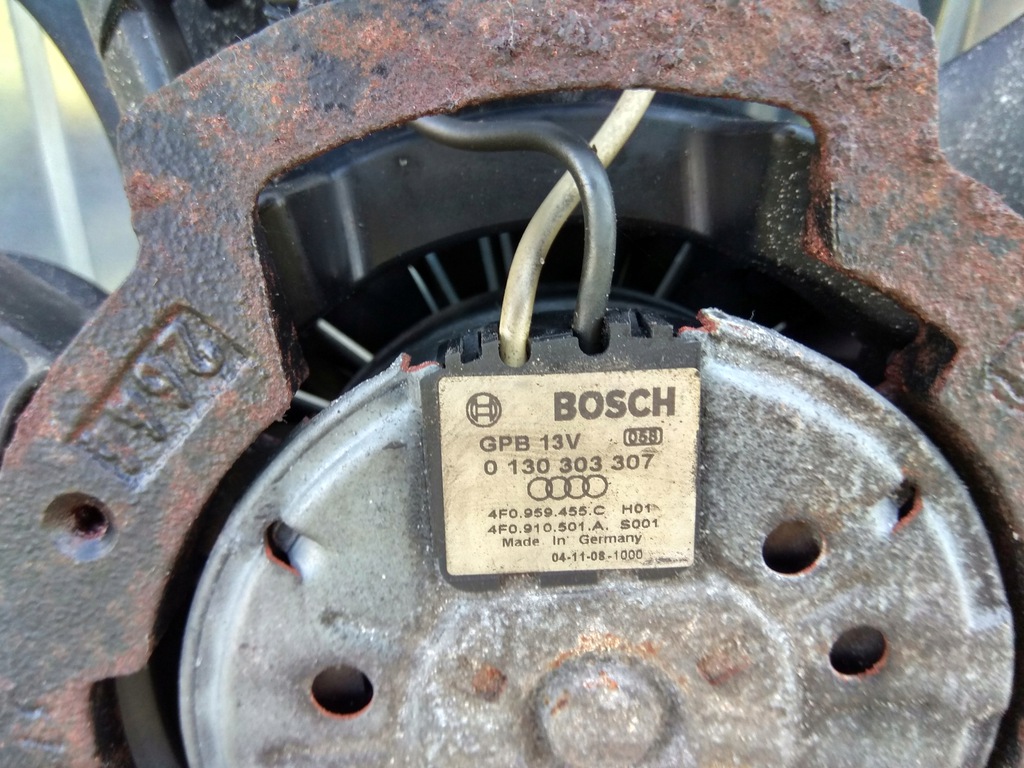 BOSCH
GPB 13V 058
0 130 303 307
4F0.959.455.C H01
4F0.910.501.A. S001
Made In Germany
04-11-08-1000